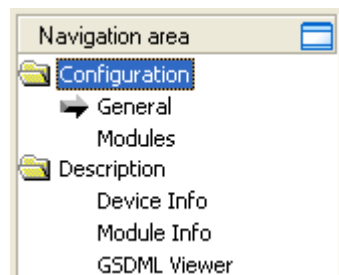 Navigation area
Configuration
General
Modules
Description
Device Info
Module Info
GSDML Viewer